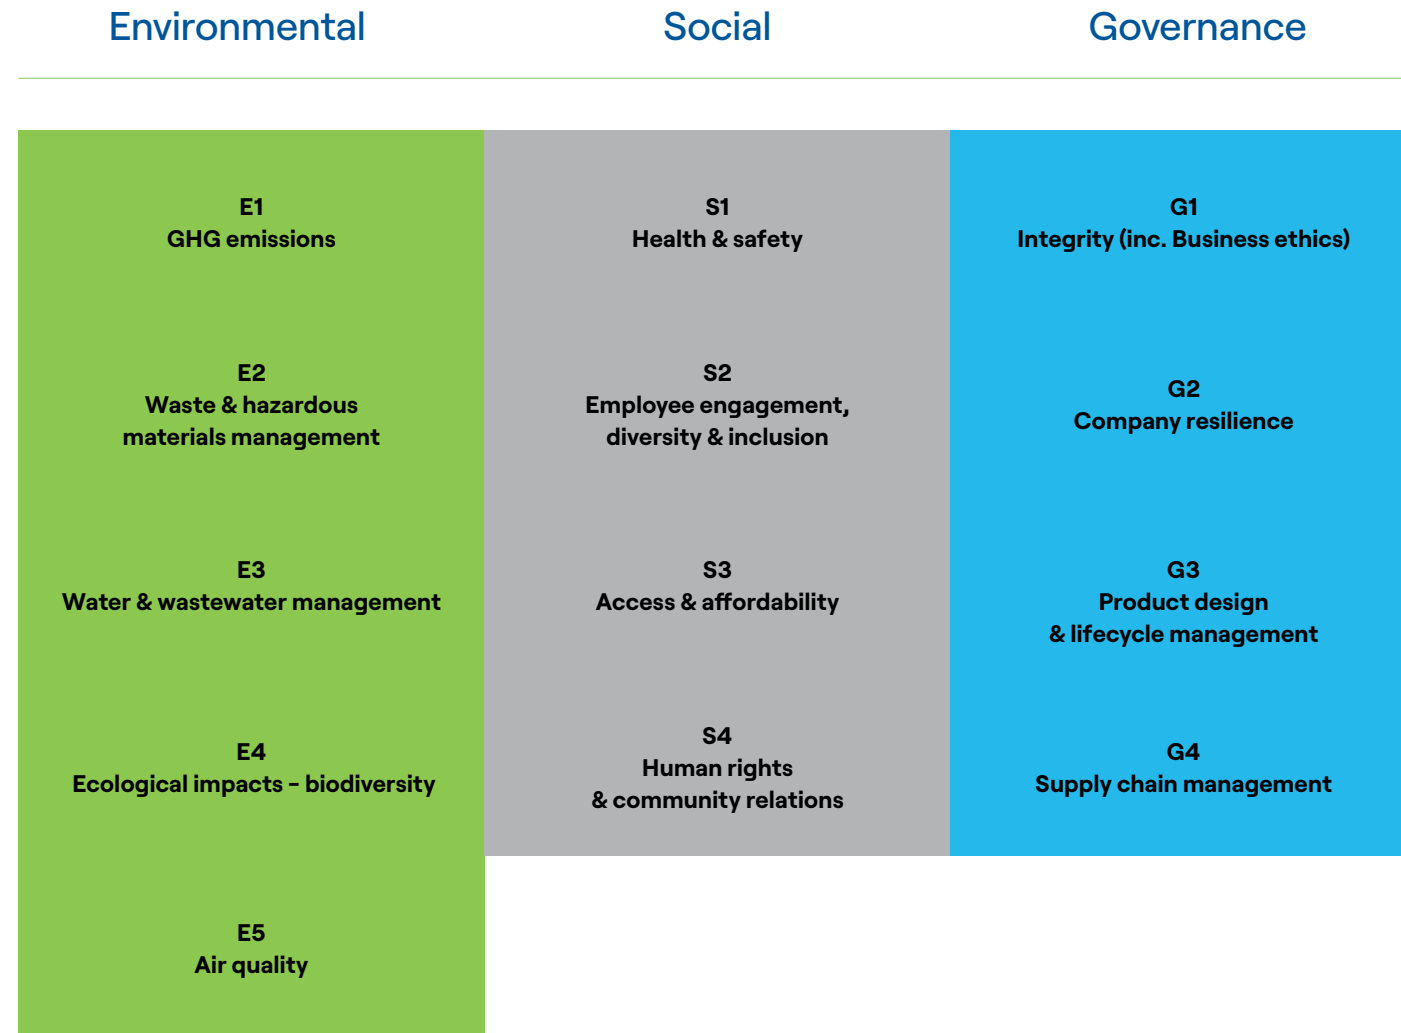 Environmental
Social
Governance
E1
GHG emissions
S1
Health & safety
G1
Integrity (inc. Business ethics)
E2
Waste & hazardous
materials management
S2
Employee engagement,
diversity & inclusion
G2
Company resilience
E3
Water & wastewater management
S3
Access & affordability
G3
Product design
& lifecycle management
E4
Ecological impacts - biodiversity
S4
Human rights
& community relations
G4
Supply chain management
E5
Air quality